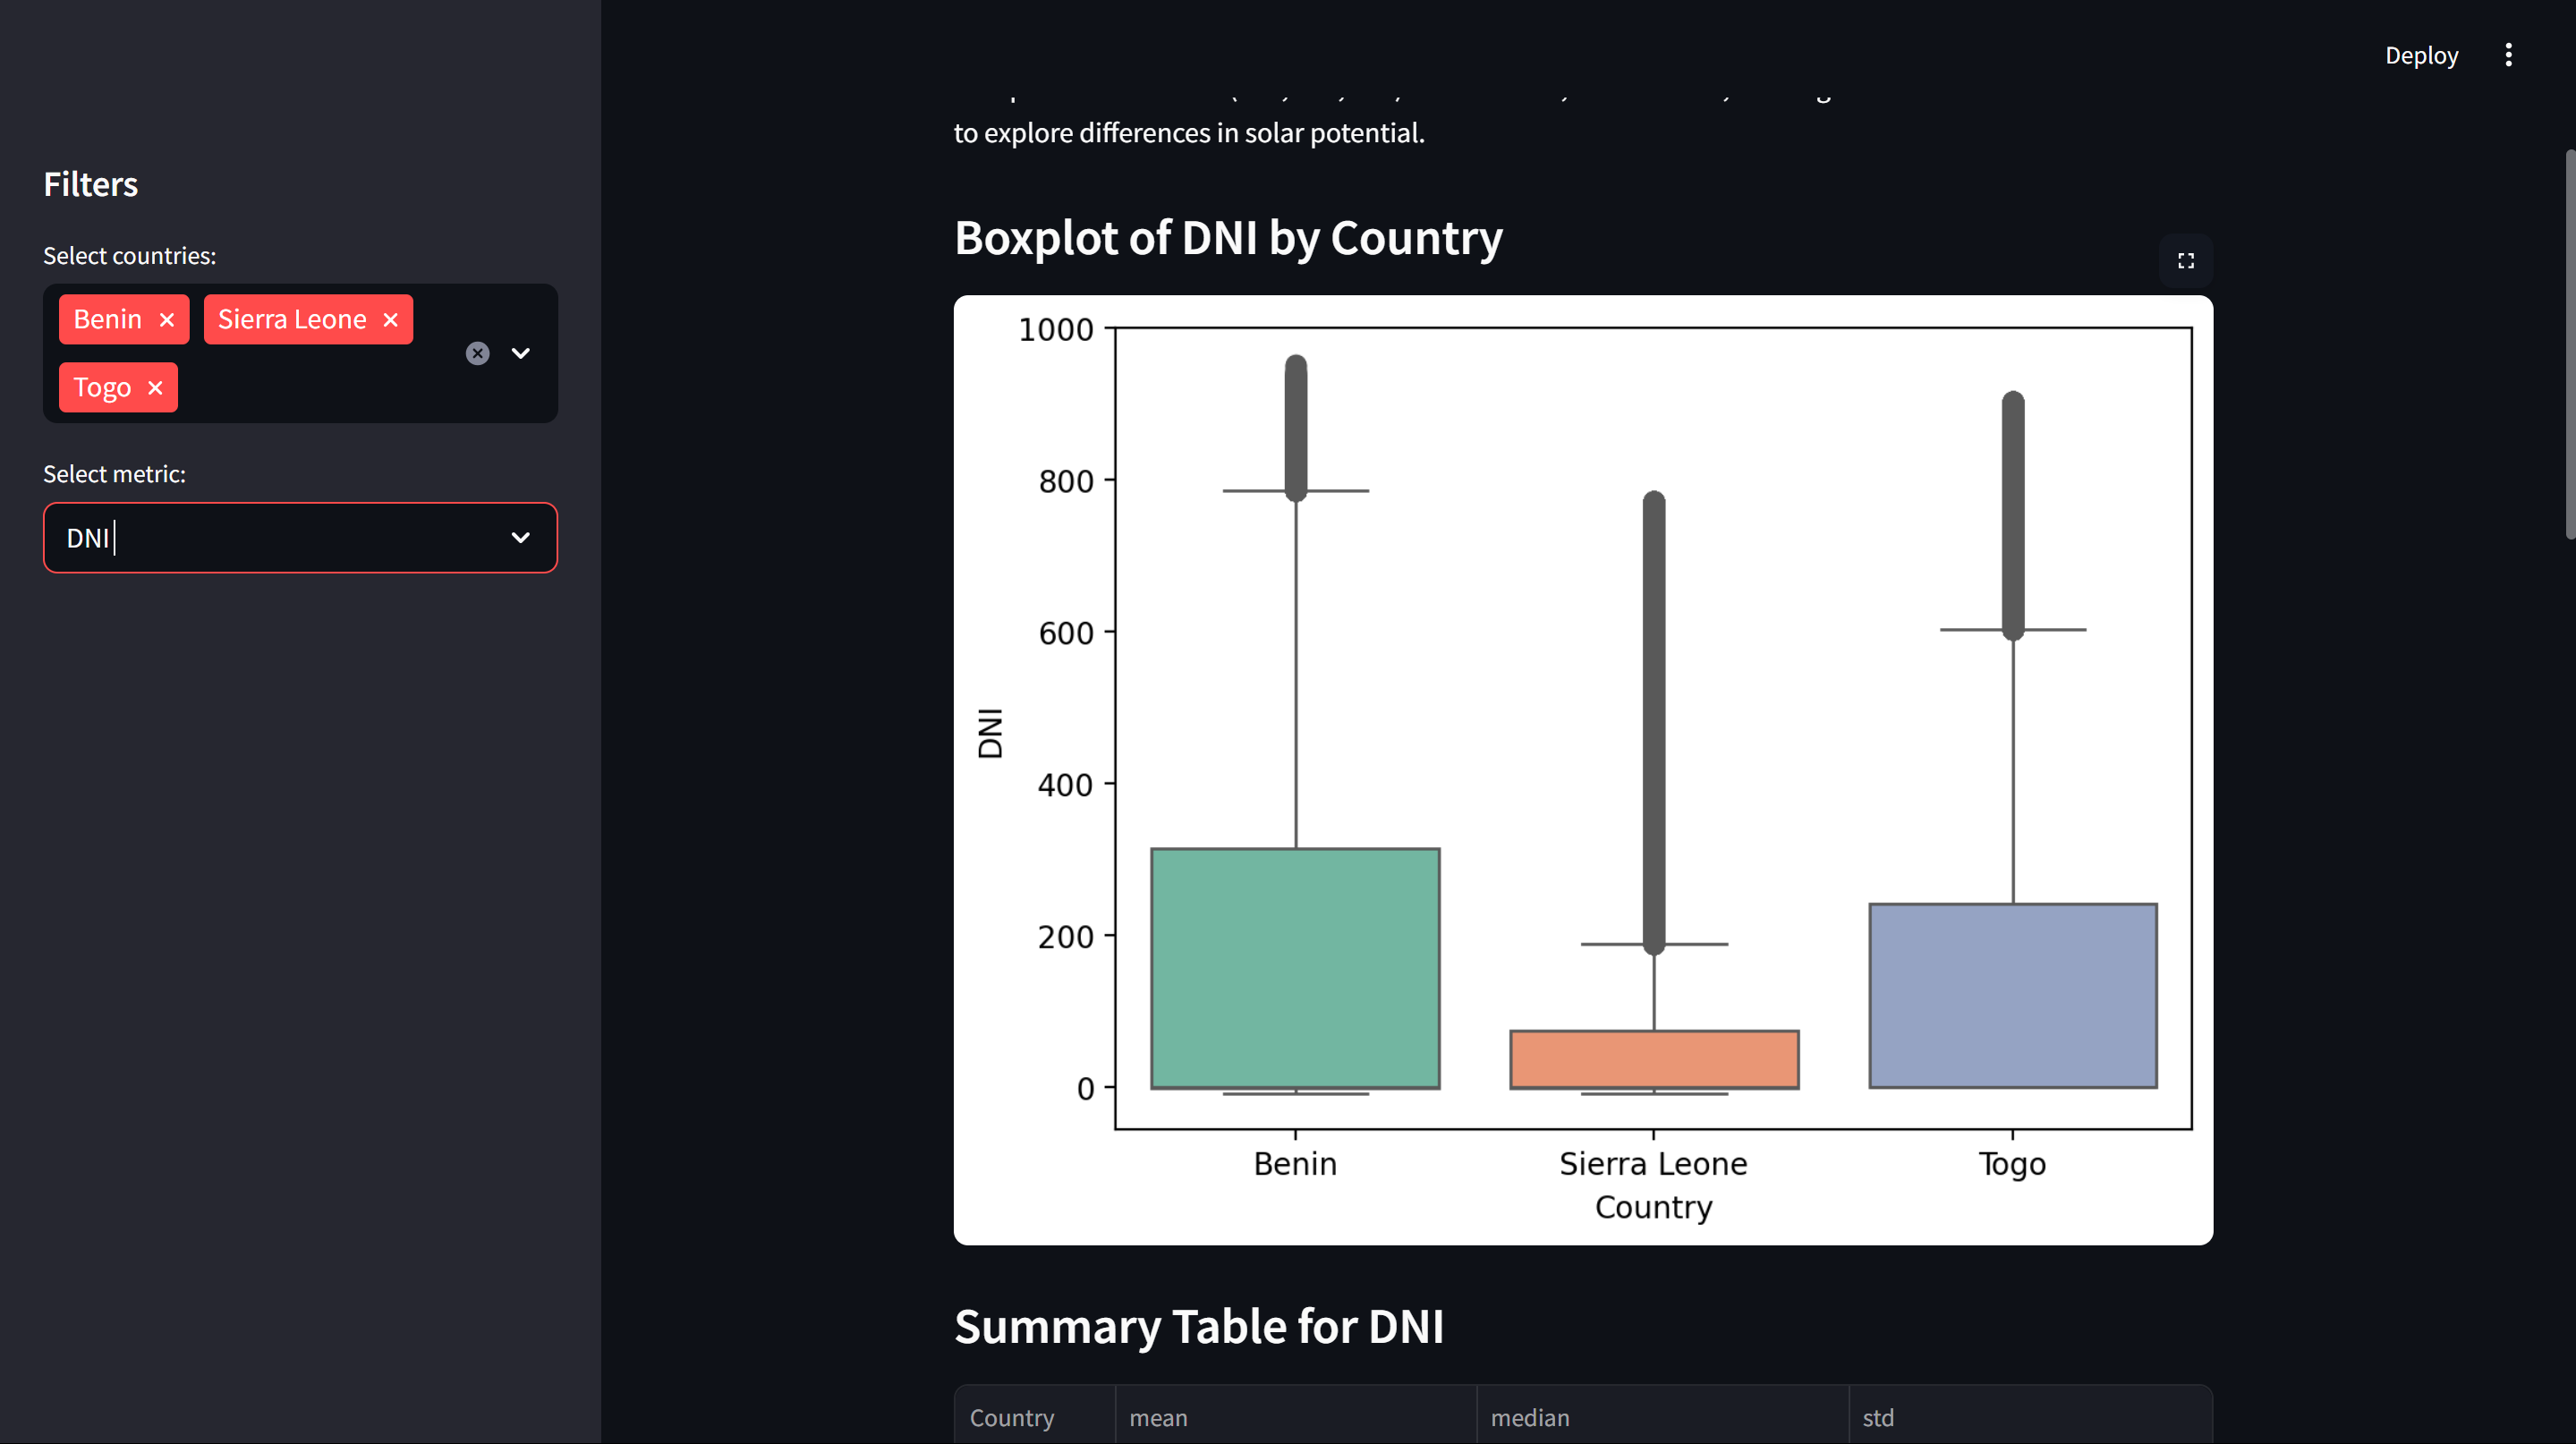 Deploy
Filters
Select countries:
Benin
Sierra Leone
Togo
Select metric:
DNI
to explore differences in solar potential.
Boxplot of DNI by Country
1000
800
600
400
200
0
DNI
Benin
Sierra Leone
Togo
Country
Summary Table for DNI
Country
mean
median
std